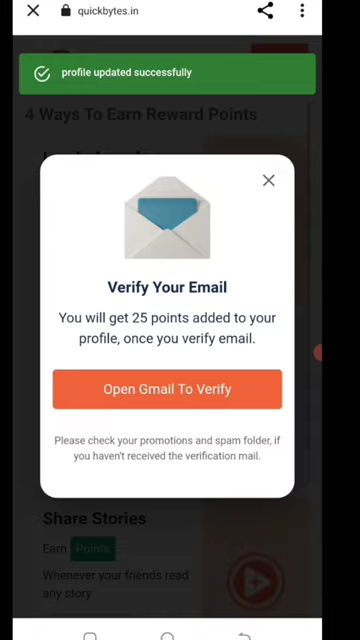 quickbytes.in
profile updated successfully
4 Ways To Earn Reward Points
Verify Your Email
You will get 25 points added to your
profile, once you verify email.
Open Gmail To Verify
Please check your promotions and spam folder, if
you haven't received the verification mail.
Share Stories
Earn Points
Whenever your friends read
any story